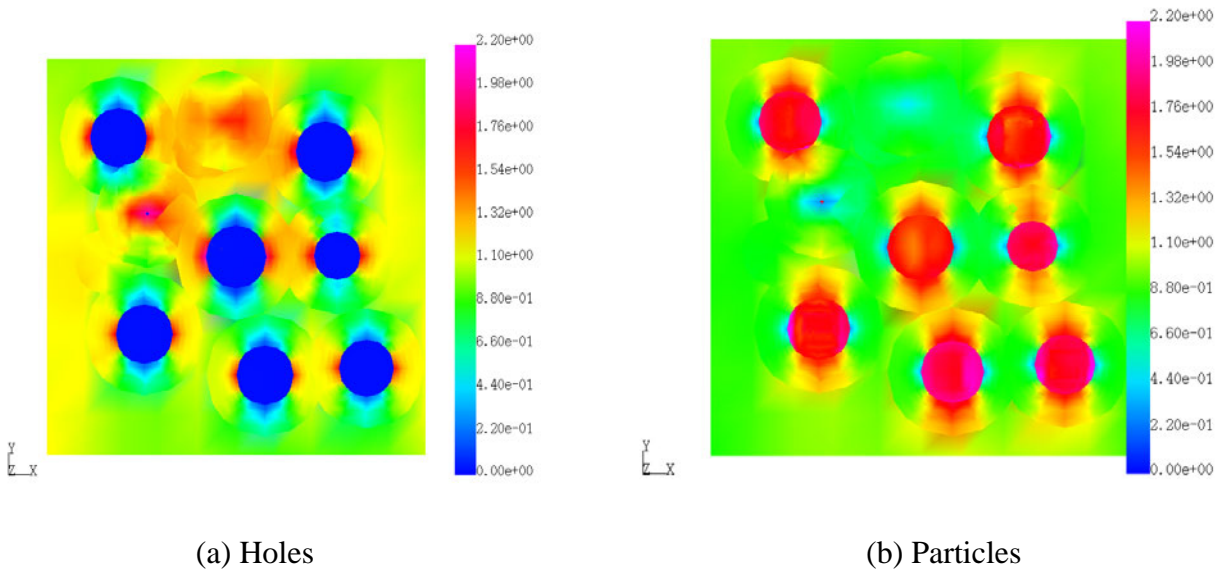 2.20e+00
1.98e+00
1.76e+00
1.54e+00
1.32e+00
1.10e+00
8.80e-01
6.60e-01
4.40e-01
2.20e-01
0.00e+00
Y
Z X
(a) Holes
2.20e+00
1.98e+00
1.76e+00
1.54e+00
1.32e+00
1.10e+00
8.80e-01
6.60e-01
4.40e-01
2.20e-01
0.00e+00
Y
Z X
(b) Particles